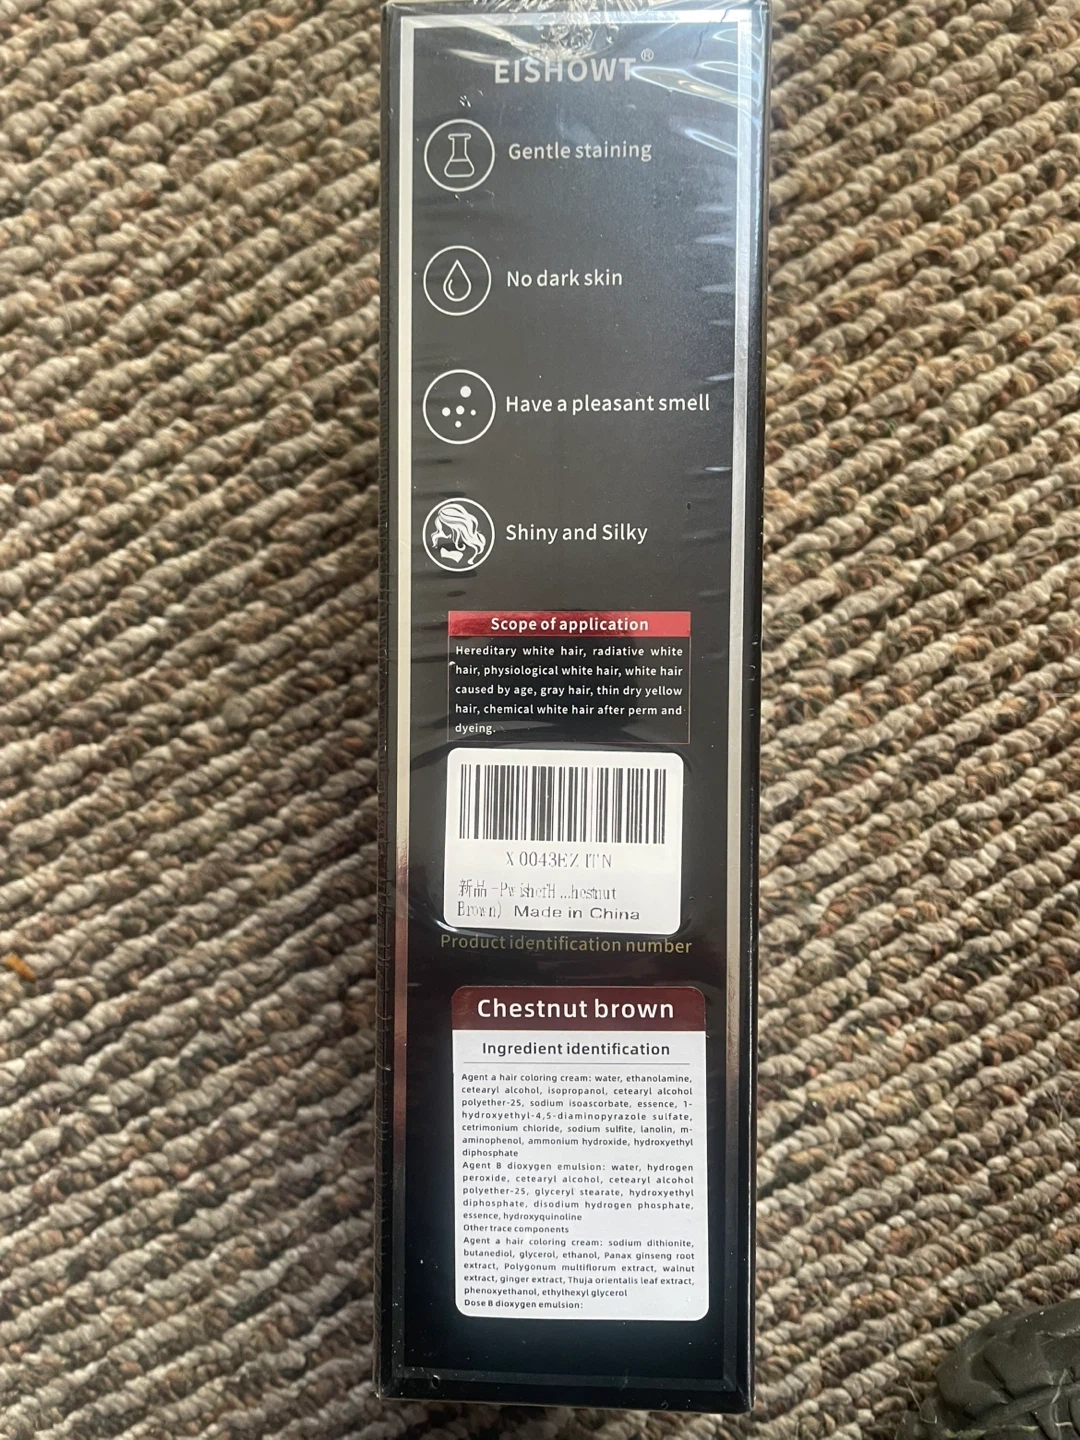 EISHOWT®
Gentle staining
No dark skin
Have a pleasant smell
Shiny and Silky
Scope of application
Hereditary white hair, radiative white
hair, physiological white hair, white hair
caused by age, gray hair, thin dry yellow
hair, chemical white hair after perm and
dyeing.
X0043EZITN
新品 -PwisherH...hestnut
Brown) Made in China
Product identification number
Chestnut brown
Ingredient identification
Agent a hair coloring cream: water, ethanolamine,
cetearyl alcohol, isopropanol, cetearyl alcohol
polyether-25, sodium isoascorbate, essence, 1-
hydroxyethyl-4,5-diaminopyrazole sulfate,
cetrimonium chloride, sodium sulfite, lanolin, m-
aminophenol, ammonium hydroxide, hydroxyethyl
diphosphate
Agent B dioxygen emulsion: water, hydrogen
peroxide, cetearyl alcohol, cetearyl alcohol
polyether-25, glyceryl stearate, hydroxyethyl
diphosphate, disodium hydrogen phosphate,
essence, hydroxyquinoline
Other trace components
Agent a hair coloring cream: sodium dithionite,
butanediol, glycerol, ethanol, Panax ginseng root
extract, Polygonum multiflorum extract, walnut
extract, ginger extract, Thuja orientalis leaf extract,
phenoxyethanol, ethylhexyl glycerol
Dose B dioxygen emulsion: